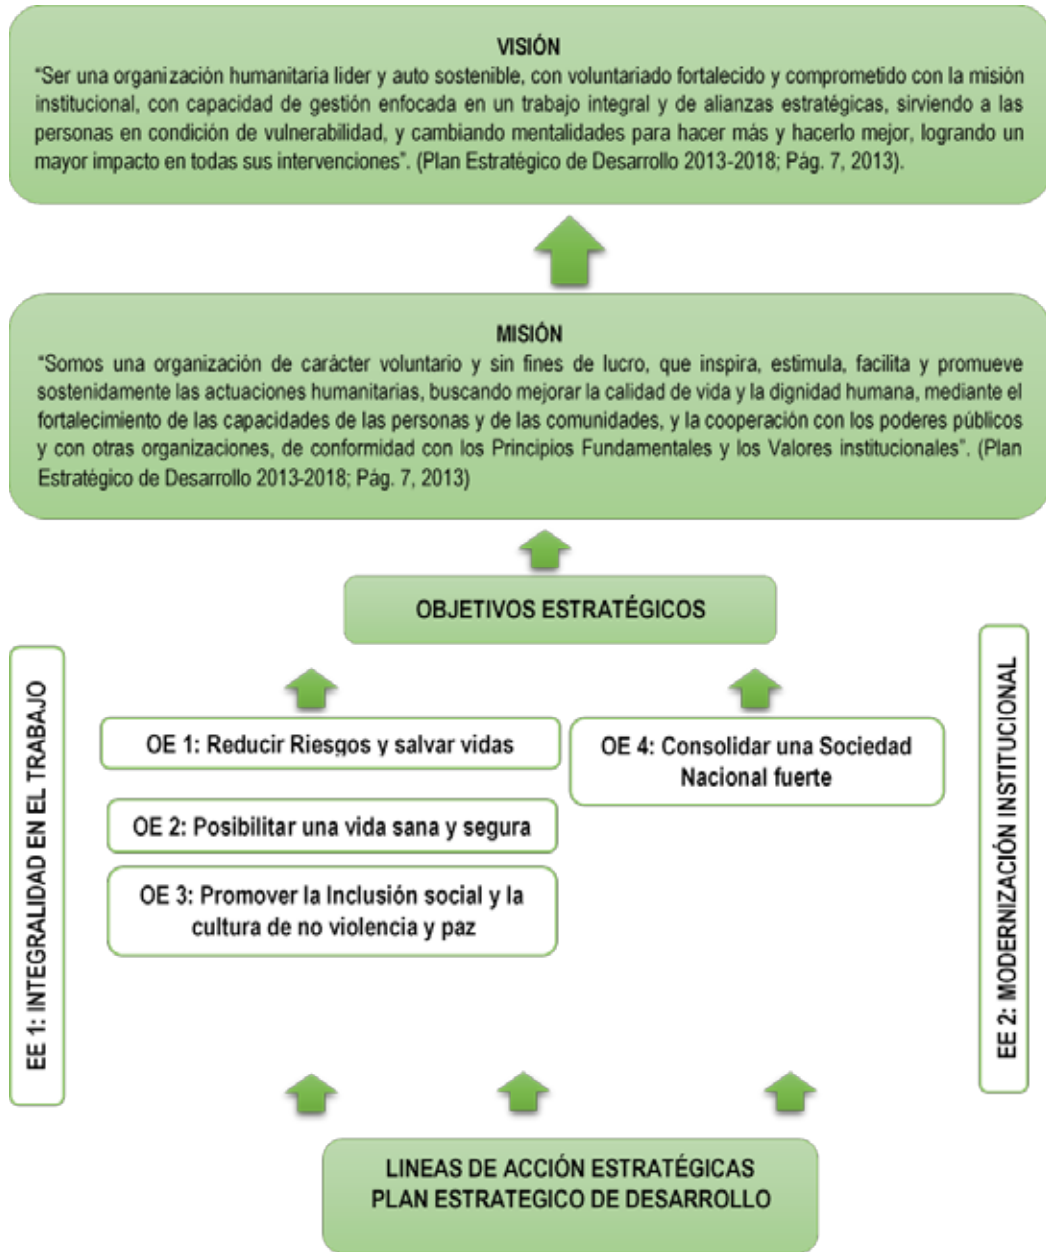 VISIÓN
“Ser una organización humanitaria lider y auto sostenible, con voluntariado fortalecido y comprometido con la misión
institucional, con capacidad de gestión enfocada en un trabajo integral y de alianzas estratégicas, sirviendo a las
personas en condición de vulnerabilidad, y cambiando mentalidades para hacer más y hacerlo mejor, logrando un
mayor impacto en todas sus intervenciones”. (Plan Estratégico de Desarrollo 2013-2018; Pág. 7, 2013).
MISIÓN
“Somos una organización de carácter voluntario y sin fines de lucro, que inspira, estimula, facilita y promueve
sostenidamente las actuaciones humanitarias, buscando mejorar la calidad de vida y la dignidad humana, mediante el
fortalecimiento de las capacidades de las personas y de las comunidades, y la cooperación con los poderes públicos
y con otras organizaciones, de conformidad con los Principios Fundamentales y los Valores institucionales”. (Plan
Estratégico de Desarrollo 2013-2018; Pág. 7, 2013)
OBJETIVOS ESTRATÉGICOS
EE 1: INTEGRALIDAD EN EL TRABAJO
OE 1: Reducir Riesgos y salvar vidas
OE 2: Posibilitar una vida sana y segura
OE 3: Promover la Inclusión social y la
cultura de no violencia y paz
OE 4: Consolidar una Sociedad
Nacional fuerte
EE 2: MODERNIZACIÓN INSTITUCIONAL
LINEAS DE ACCIÓN ESTRATÉGICAS
PLAN ESTRATEGICO DE DESARROLLO